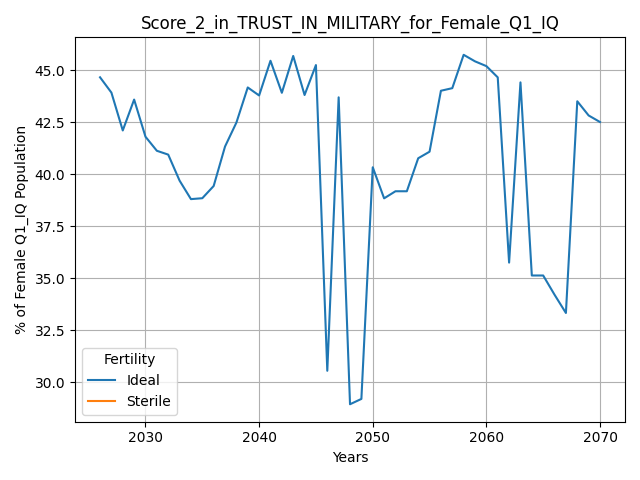 Score_2_in_TRUST_IN_MILITARY_for_Female_Q1_IQ
% of Female Q1_IQ Population
45.0
42.5
40.0
37.5
35.0
32.5
30.0
Fertility
Ideal
Sterile
2030 2040 2050 2060 2070
Years